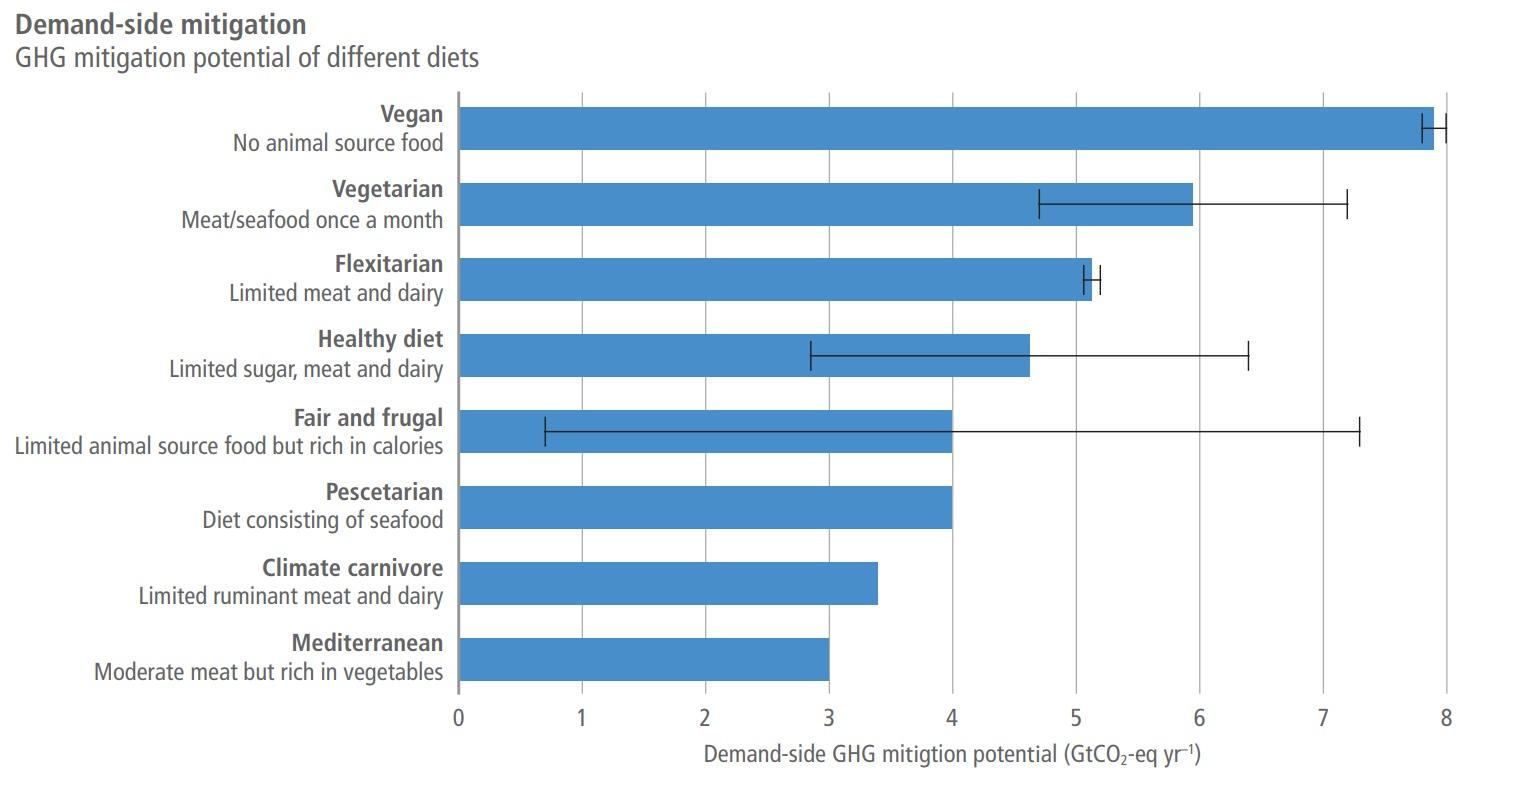 Demand-side mitigation
GHG mitigation potential of different diets
Vegan
No animal source food
Vegetarian
Meat/seafood once a month
Flexitarian
Limited meat and dairy
Healthy diet
Limited sugar, meat and dairy
Fair and frugal
Limited animal source food but rich in calories
Pescetarian
Diet consisting of seafood
Climate carnivore
Limited ruminant meat and dairy
Mediterranean
Moderate meat but rich in vegetables
0 1 2 3 4 5 6 7 8
Demand-side GHG mitigtion potential (GtCO₂-eq yr⁻¹)